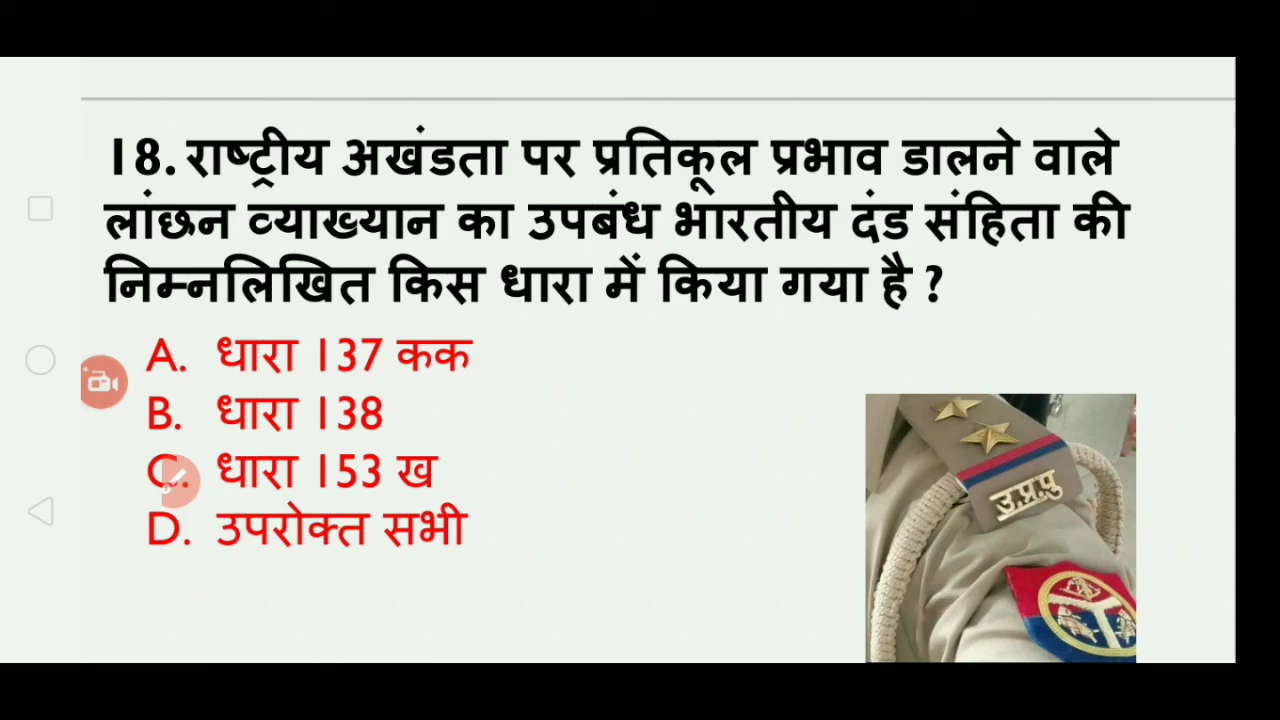 18. राष्ट्रीय अखंडता पर प्रतिकूल प्रभाव डालने वाले
लांछन व्याख्यान का उपबंध भारतीय दंड संहिता की
निम्नलिखित किस धारा में किया गया है ?
A. धारा 137 कक
B. धारा 138
C. धारा 153 ख
D. उपरोक्त सभी
उ.प्र.पु